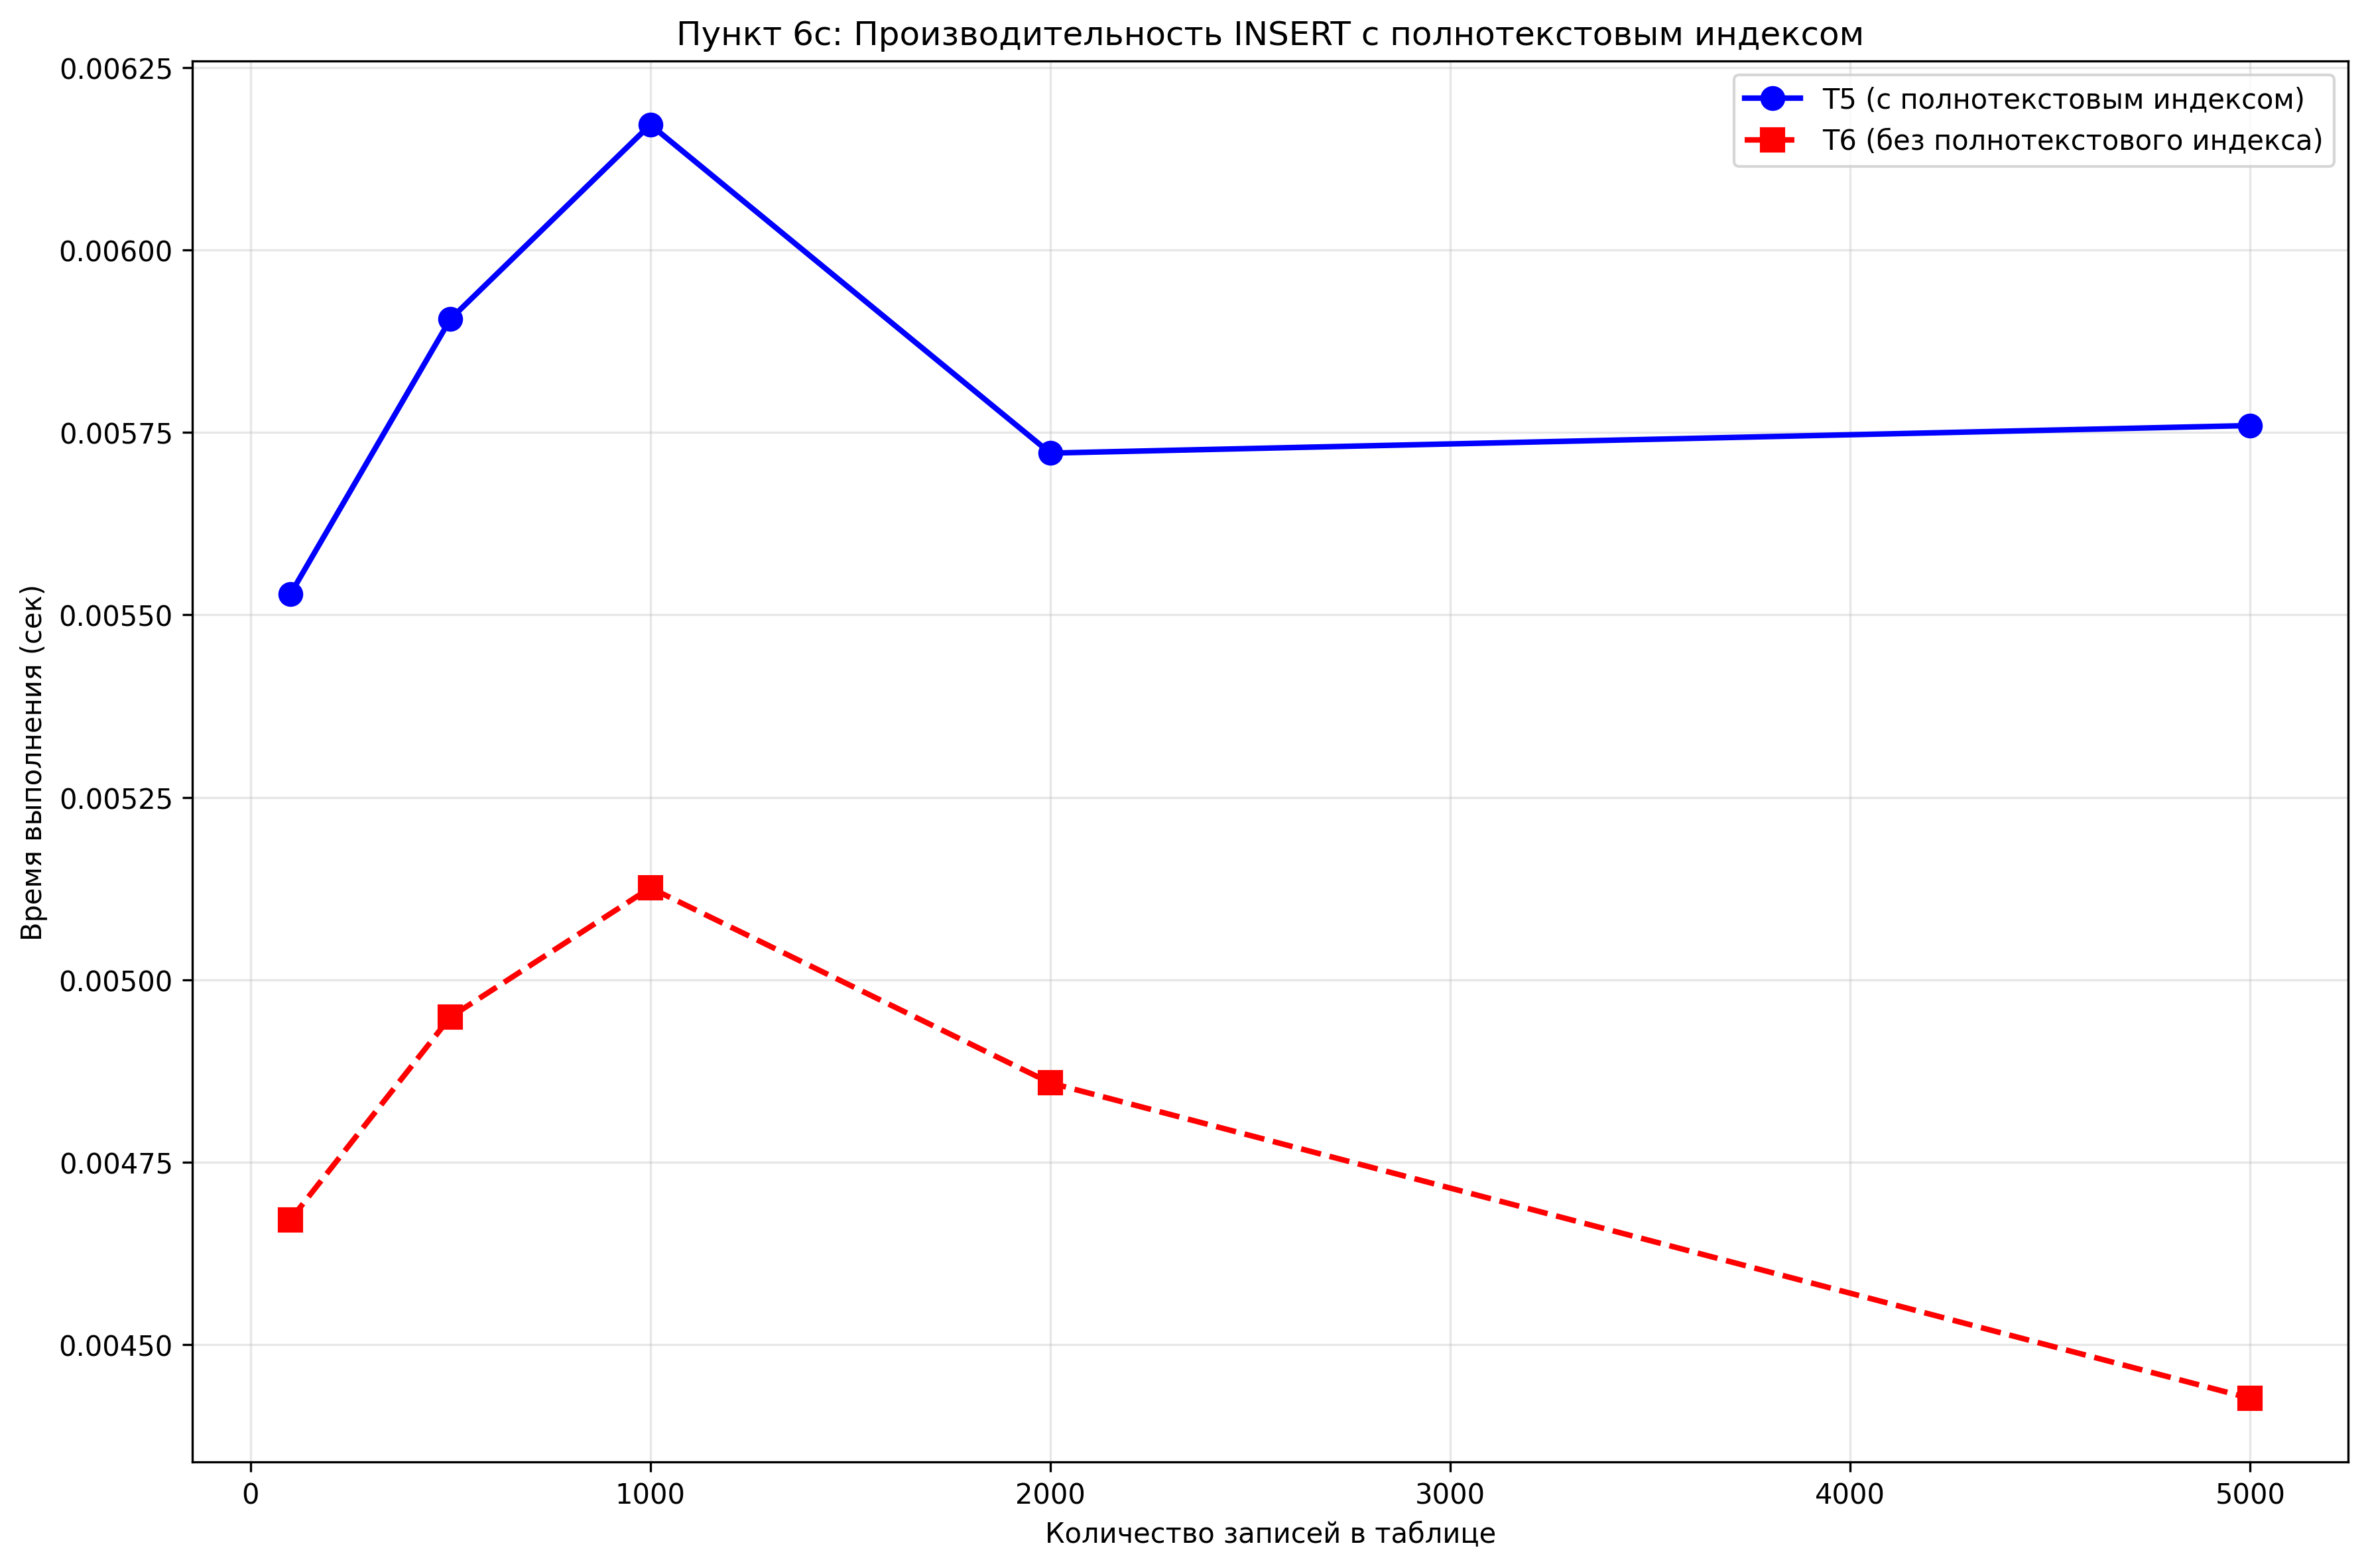 Пункт 6c: Производительность INSERT с полнотекстовым индексом
T5 (с полнотекстовым индексом)
T6 (без полнотекстового индекса)
Время выполнения (сек)
0.00625
0.00600
0.00575
0.00550
0.00525
0.00500
0.00475
0.00450
0 1000 2000 3000 4000 5000
Количество записей в таблице